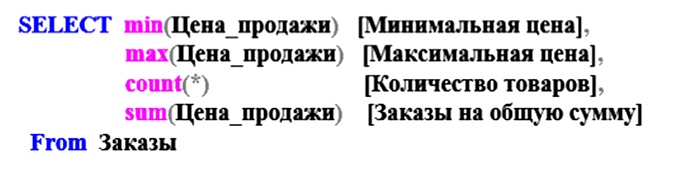 SELECT min(Цена_продажи) [Минимальная цена],
max(Цена_продажи) [Максимальная цена],
count(*) [Количество товаров],
sum(Цена_продажи) [Заказы на общую сумму]
From Заказы